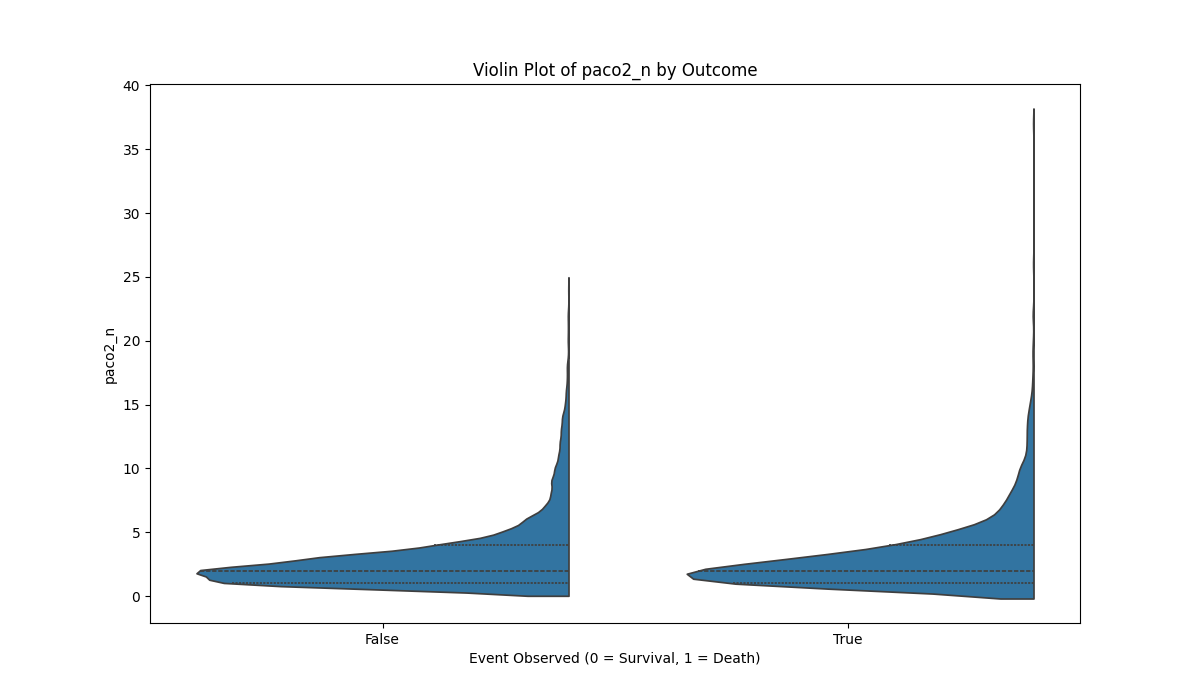 Violin Plot of paco2_n by Outcome
40
35
30
25
20
15
10
5
0
paco2_n
False
True
Event Observed (0 = Survival, 1 = Death)